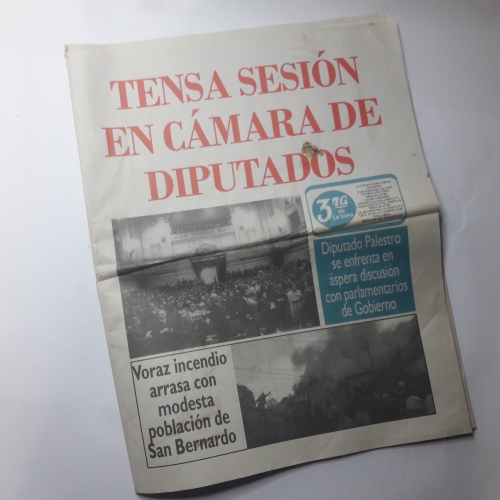 TENSA SESIÓN
EN CÁMARA DE
DIPUTADOS
3ra
de
La hora
Diputado Palestro
se enfrenta en
áspera discusión
con parlamentarios
de Gobierno
Voraz incendio
arrasa con
modesta
población de
San Bernardo